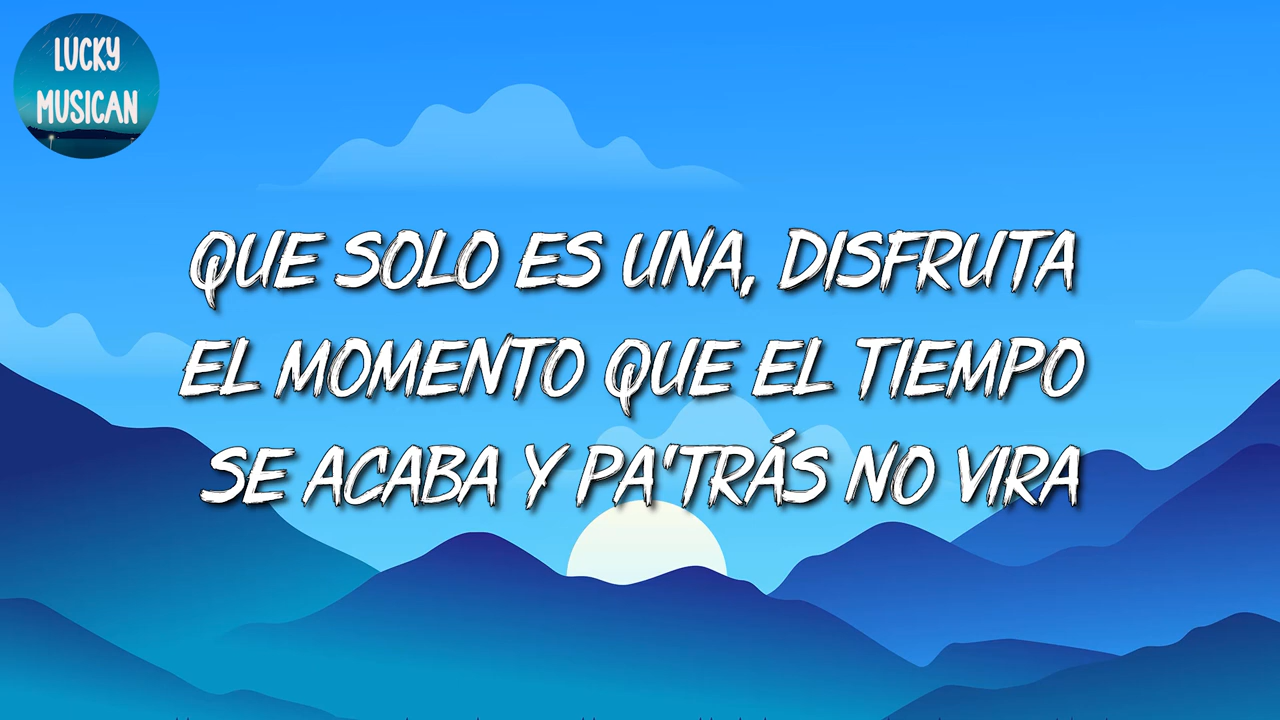 LUCKY
MUSICAN
QUE SOLO ES UNA, DISFRUTA
EL MOMENTO QUE EL TIEMPO
SE ACABA Y PA'TRÁS NO VIRA